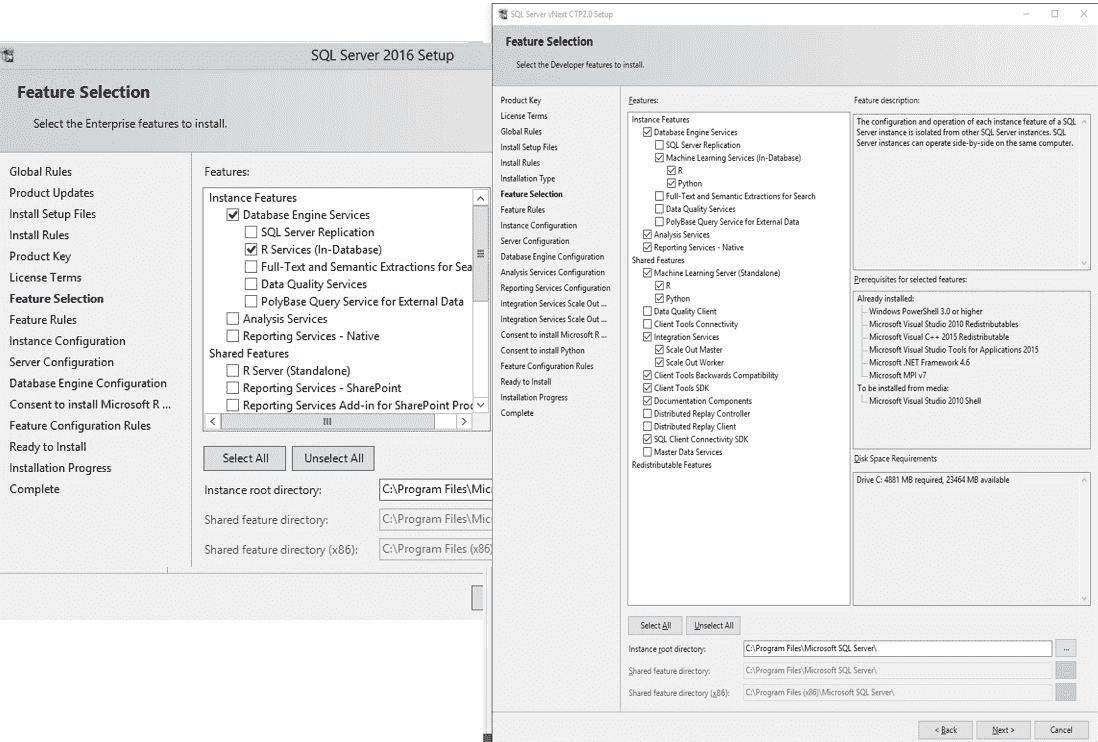 SQL Server 2016 Setup
Feature Selection
Select the Enterprise features to install.
Global Rules
Product Updates
Install Setup Files
Install Rules
Product Key
License Terms
Feature Selection
Feature Rules
Instance Configuration
Server Configuration
Database Engine Configuration
Consent to install Microsoft R ...
Feature Configuration Rules
Ready to Install
Installation Progress
Complete
Features:
Instance Features
Database Engine Services
SQL Server Replication
R Services (In-Database)
Full-Text and Semantic Extractions for Sea
Data Quality Services
PolyBase Query Service for External Data
Analysis Services
Reporting Services - Native
Shared Features
R Server (Standalone)
Reporting Services - SharePoint
Reporting Services Add-in for SharePoint Proc
Select All
Unselect All
Instance root directory:
C:\Program Files\Micr
Shared feature directory:
C:\Program Files\Micr
Shared feature directory (x86):
C:\Program Files (x86)
SQL Server vNext CTP2.0 Setup
Feature Selection
Select the Developer features to install.
Product Key
License Terms
Global Rules
Install Setup Files
Install Rules
Installation Type
Feature Selection
Feature Rules
Instance Configuration
Server Configuration
Database Engine Configuration
Analysis Services Configuration
Reporting Services Configuration
Integration Services Scale Out ...
Integration Services Scale Out ...
Consent to install Microsoft R ...
Consent to install Python
Feature Configuration Rules
Ready to Install
Installation Progress
Complete
Features:
Instance Features
Database Engine Services
SQL Server Replication
Machine Learning Services (In-Database)
R
Python
Full-Text and Semantic Extractions for Search
Data Quality Services
PolyBase Query Service for External Data
Analysis Services
Reporting Services - Native
Shared Features
Machine Learning Server (Standalone)
R
Python
Data Quality Client
Client Tools Connectivity
Integration Services
Scale Out Master
Scale Out Worker
Client Tools Backwards Compatibility
Client Tools SDK
Documentation Components
Distributed Replay Controller
Distributed Replay Client
SQL Client Connectivity SDK
Master Data Services
Redistributable Features
Feature description:
The configuration and operation of each instance feature of a SQL
Server instance is isolated from other SQL Server instances. SQL
Server instances can operate side-by-side on the same computer.
Prerequisites for selected features:
Already installed:
Windows PowerShell 3.0 or higher
Microsoft Visual Studio 2010 Redistributables
Microsoft Visual C++ 2015 Redistributable
Microsoft Visual Studio Tools for Applications 2015
Microsoft .NET Framework 4.6
Microsoft MPI v7
To be installed from media:
Microsoft Visual Studio 2010 Shell
Disk Space Requirements
Drive C: 4881 MB required, 23464 MB available
Select All
Unselect All
Instance root directory:
C:\Program Files\Microsoft SQL Server\
...
Shared feature directory:
C:\Program Files\Microsoft SQL Server\
Shared feature directory (x86):
C:\Program Files (x86)\Microsoft SQL Server\
< Back
Next >
Cancel